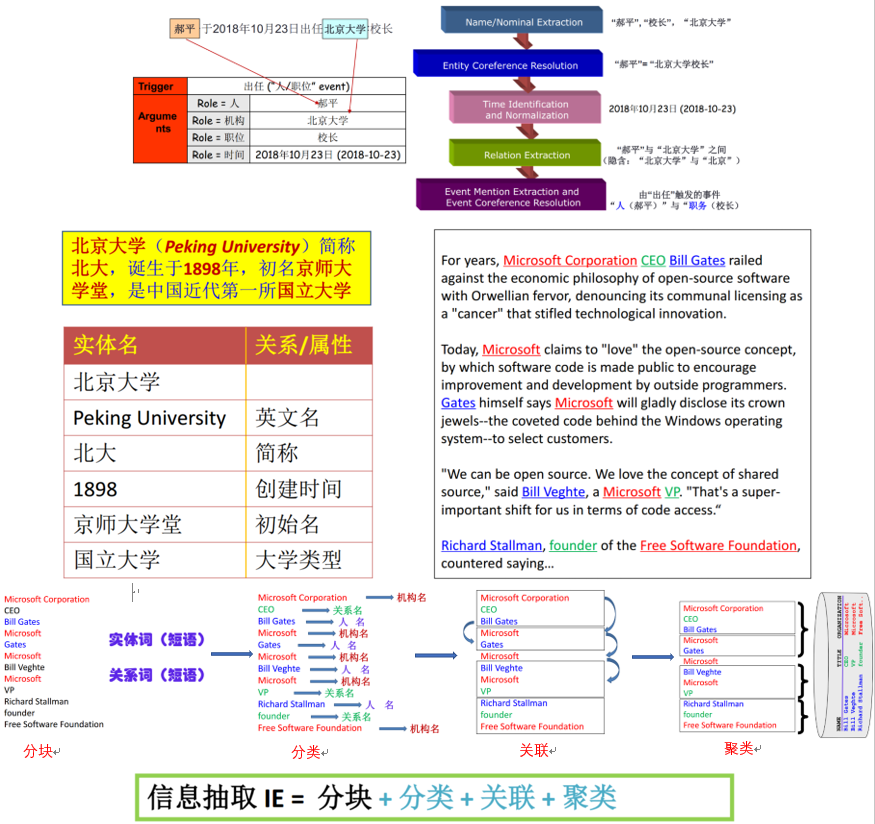 郝平 于2018年10月23日出任北京大学校长
Trigger
出任 (“人/职位” event)
Argume
nts
Role = 人
郝平
Role = 机构
北京大学
Role = 职位
校长
Role = 时间
2018年10月23日 (2018-10-23)
Name/Nominal Extraction
“郝平”, “校长”, “北京大学”
Entity Coreference Resolution
“郝平”= “北京大学校长”
Time Identification
and Normalization
2018年10月23日 (2018-10-23)
Relation Extraction
“郝平”与“北京大学”之间
（隐含: “北京大学”与“北京”）
Event Mention Extraction and
Event Coreference Resolution
由“出任”触发的事件
“人（郝平）”与“职务（校长）
北京大学（Peking University）简称
北大，诞生于1898年，初名京师大
学堂，是中国近代第一所国立大学
实体名
关系/属性
北京大学
Peking University
英文名
北大
简称
1898
创建时间
京师大学堂
初始名
国立大学
大学类型
For years, Microsoft Corporation CEO Bill Gates railed
against the economic philosophy of open-source software
with Orwellian fervor, denouncing its communal licensing as
a "cancer" that stifled technological innovation.
Today, Microsoft claims to "love" the open-source concept,
by which software code is made public to encourage
improvement and development by outside programmers.
Gates himself says Microsoft will gladly disclose its crown
jewels--the coveted code behind the Windows operating
system--to select customers.
"We can be open source. We love the concept of shared
source," said Bill Veghte, a Microsoft VP. "That's a super-
important shift for us in terms of code access.“
Richard Stallman, founder of the Free Software Foundation,
countered saying…
Microsoft Corporation
CEO
Bill Gates
Microsoft
Gates
Microsoft
Bill Veghte
Microsoft
VP
Richard Stallman
founder
Free Software Foundation
实体词（短语）
关系词（短语）
分块
Microsoft Corporation 机构名
CEO 关系名
Bill Gates 人 名
Microsoft 机构名
Gates 人 名
Microsoft 机构名
Bill Veghte 人 名
Microsoft 机构名
VP 关系名
Richard Stallman 人 名
founder 关系名
Free Software Foundation 机构名
分类
Microsoft Corporation
CEO
Bill Gates
Microsoft
Gates
Microsoft
Bill Veghte
Microsoft
VP
Richard Stallman
founder
Free Software Foundation
关联
Microsoft Corporation
CEO
Bill Gates
Microsoft
Gates
Microsoft
Bill Veghte
Microsoft
VP
Richard Stallman
founder
Free Software Foundation
聚类
NAME TITLE ORGANIZATION
Bill Gates CEO Microsoft
Bill Veghte VP Microsoft
Richard Stallman founder Free Soft..
信息抽取 IE = 分块 + 分类 + 关联 + 聚类